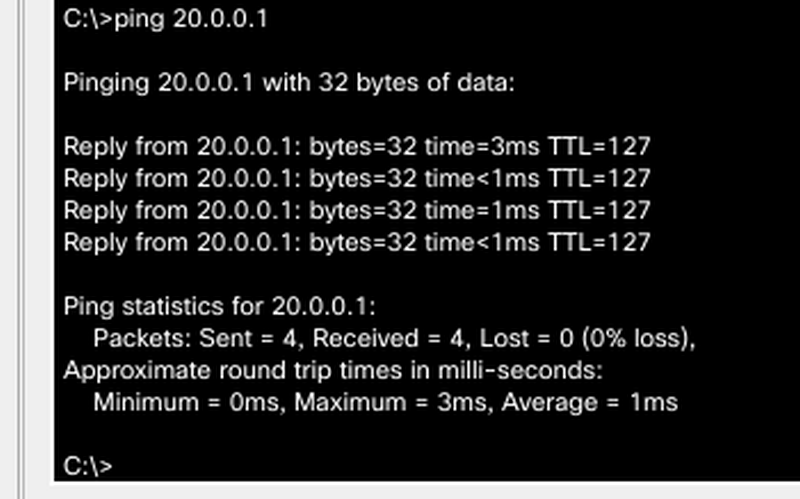 C:\>ping 20.0.0.1
Pinging 20.0.0.1 with 32 bytes of data:
Reply from 20.0.0.1: bytes=32 time=3ms TTL=127
Reply from 20.0.0.1: bytes=32 time<1ms TTL=127
Reply from 20.0.0.1: bytes=32 time=1ms TTL=127
Reply from 20.0.0.1: bytes=32 time<1ms TTL=127
Ping statistics for 20.0.0.1:
Packets: Sent = 4, Received = 4, Lost = 0 (0% loss),
Approximate round trip times in milli-seconds:
Minimum = 0ms, Maximum = 3ms, Average = 1ms
C:\>